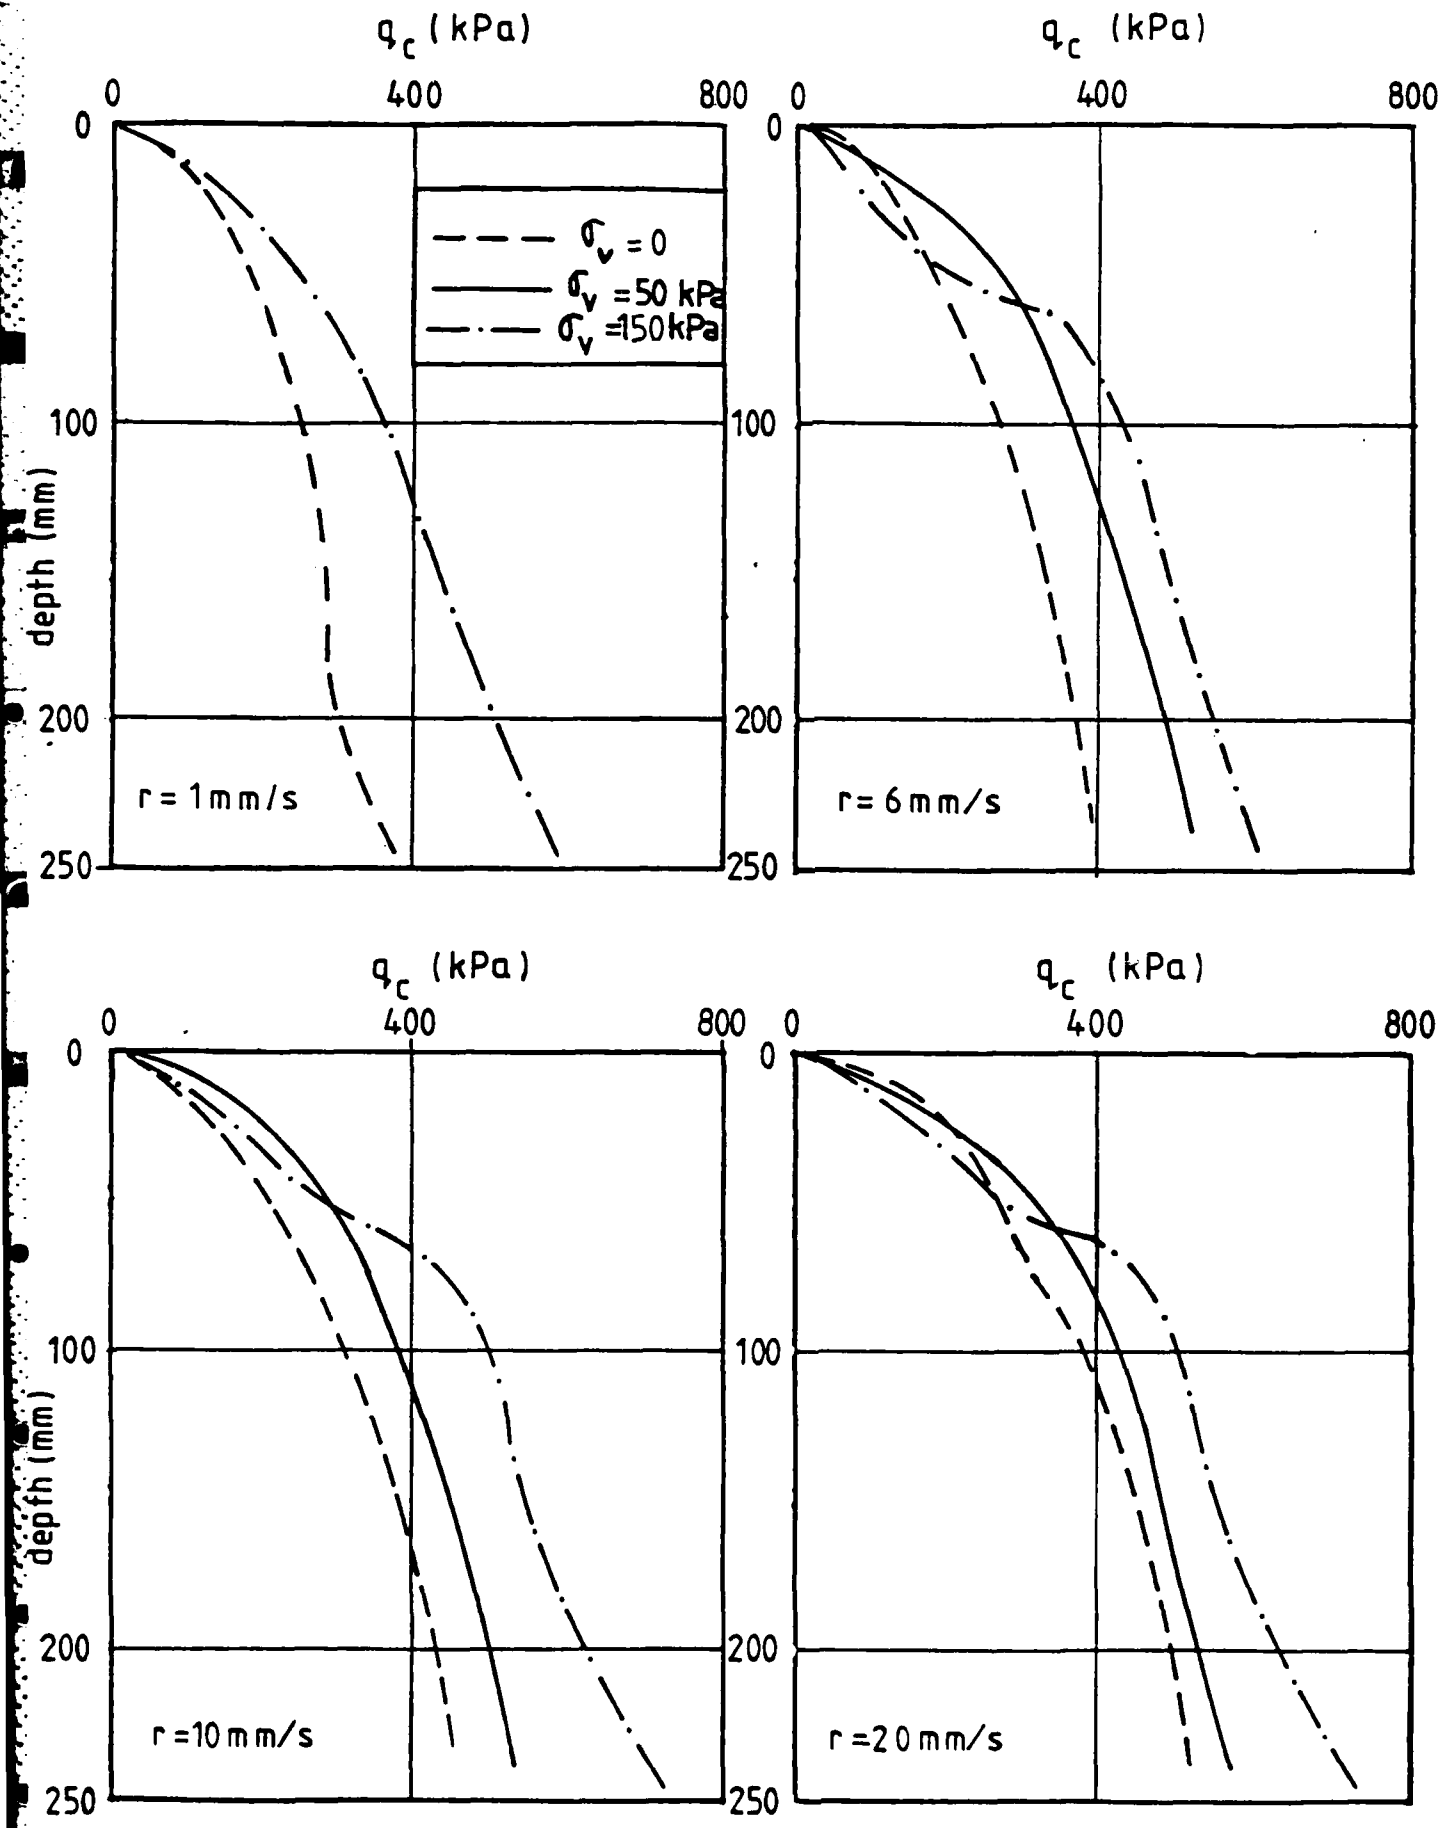 q_c (kPa)
0 400 800
0
100
200
250
depth (mm)
σ_v = 0
σ_v = 50 kPa
σ_v = 150 kPa
r = 1 mm/s
q_c (kPa)
0 400 800
0
100
200
250
r = 6 mm/s
q_c (kPa)
0 400 800
0
100
200
250
depth (mm)
r = 10 mm/s
q_c (kPa)
0 400 800
0
100
200
250
r = 20 mm/s